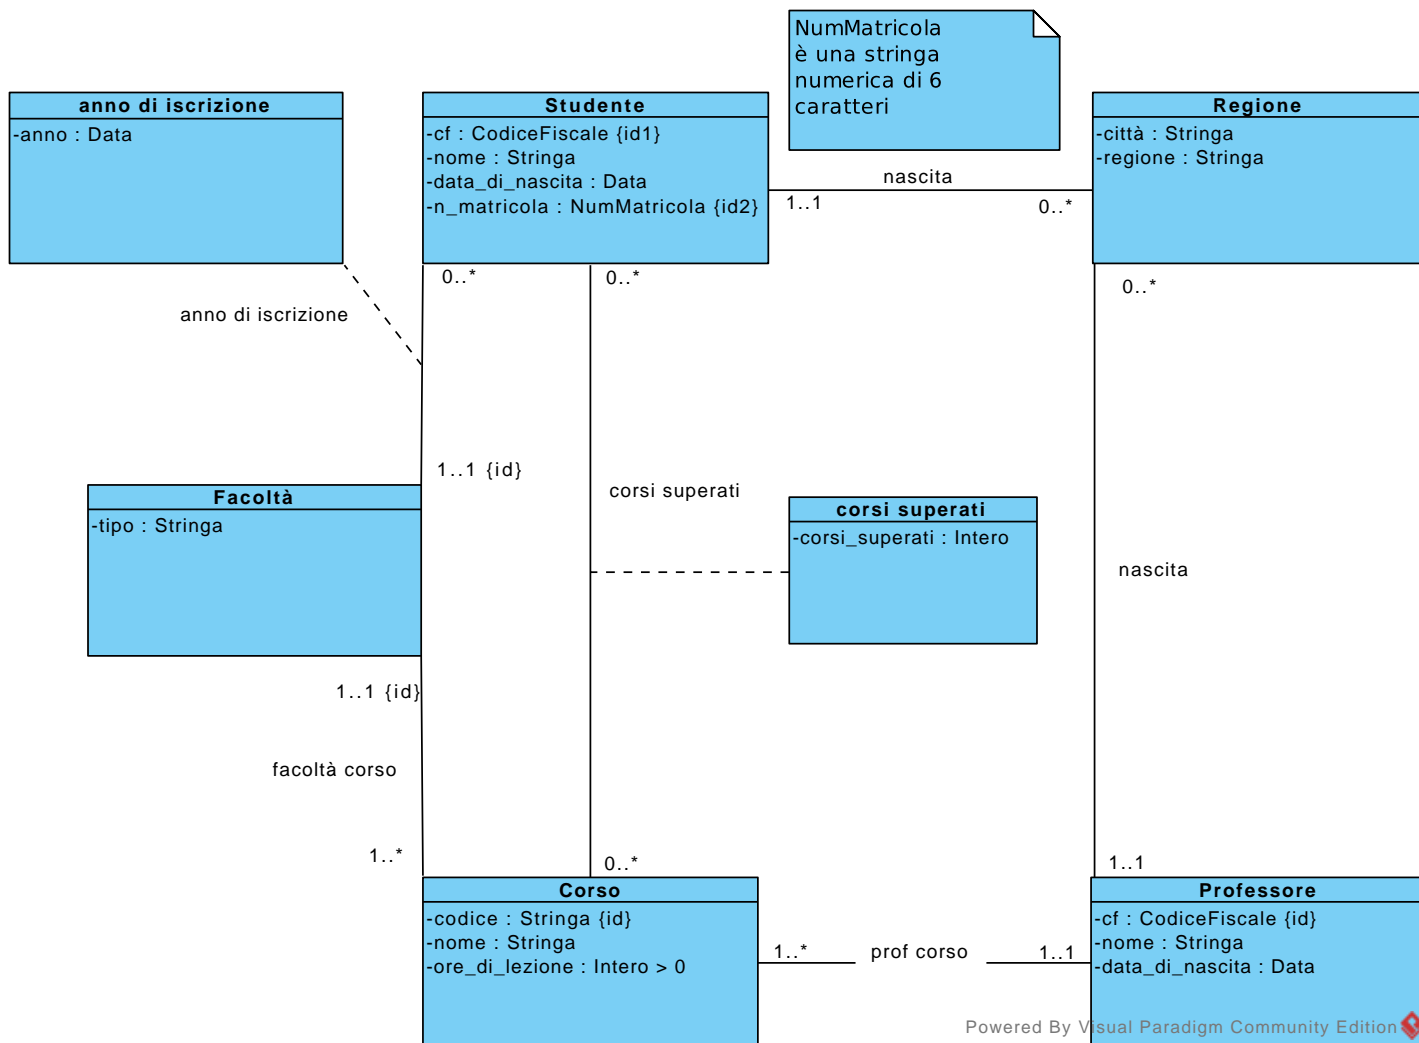 NumMatricola
è una stringa
numerica di 6
caratteri
anno di iscrizione
-anno : Data
Studente
-cf : CodiceFiscale {id1}
-nome : Stringa
-data_di_nascita : Data
-n_matricola : NumMatricola {id2}
Regione
-città : Stringa
-regione : Stringa
nascita
1..1
0..*
0..*
0..*
0..*
anno di iscrizione
1..1 {id}
Facoltà
-tipo : Stringa
corsi superati
corsi superati
-corsi_superati : Intero
nascita
1..1 {id}
facoltà corso
1..*
0..*
1..1
Corso
-codice : Stringa {id}
-nome : Stringa
-ore_di_lezione : Intero > 0
1..*
prof corso
1..1
Professore
-cf : CodiceFiscale {id}
-nome : Stringa
-data_di_nascita : Data
Powered By Visual Paradigm Community Edition